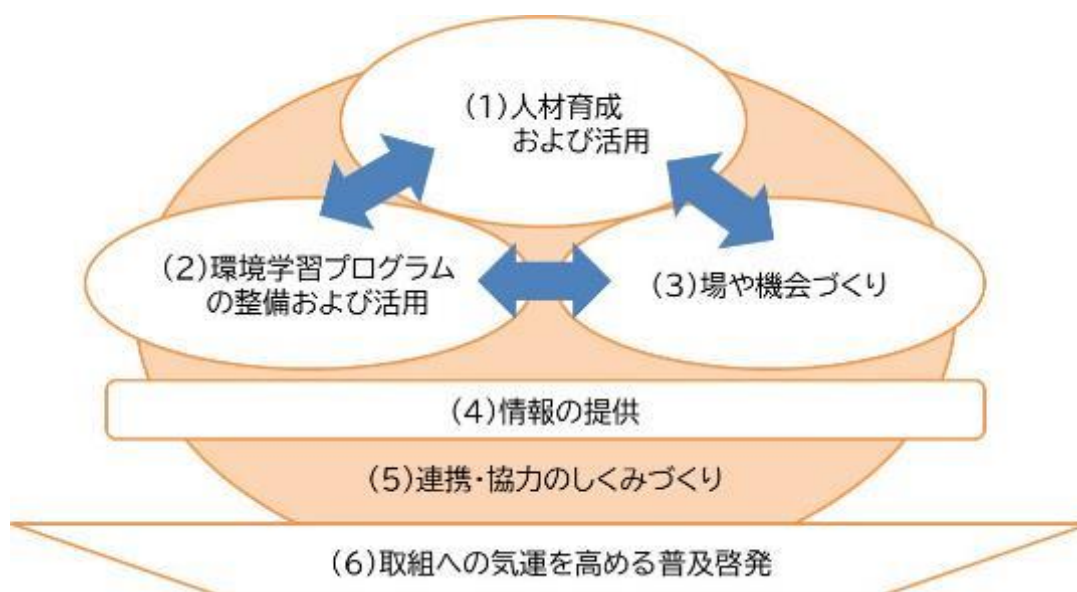 (1)人材育成
および活用
(2)環境学習プログラム
の整備および活用
(3)場や機会づくり
(4)情報の提供
(5)連携・協力のしくみづくり
(6)取組への気運を高める普及啓発